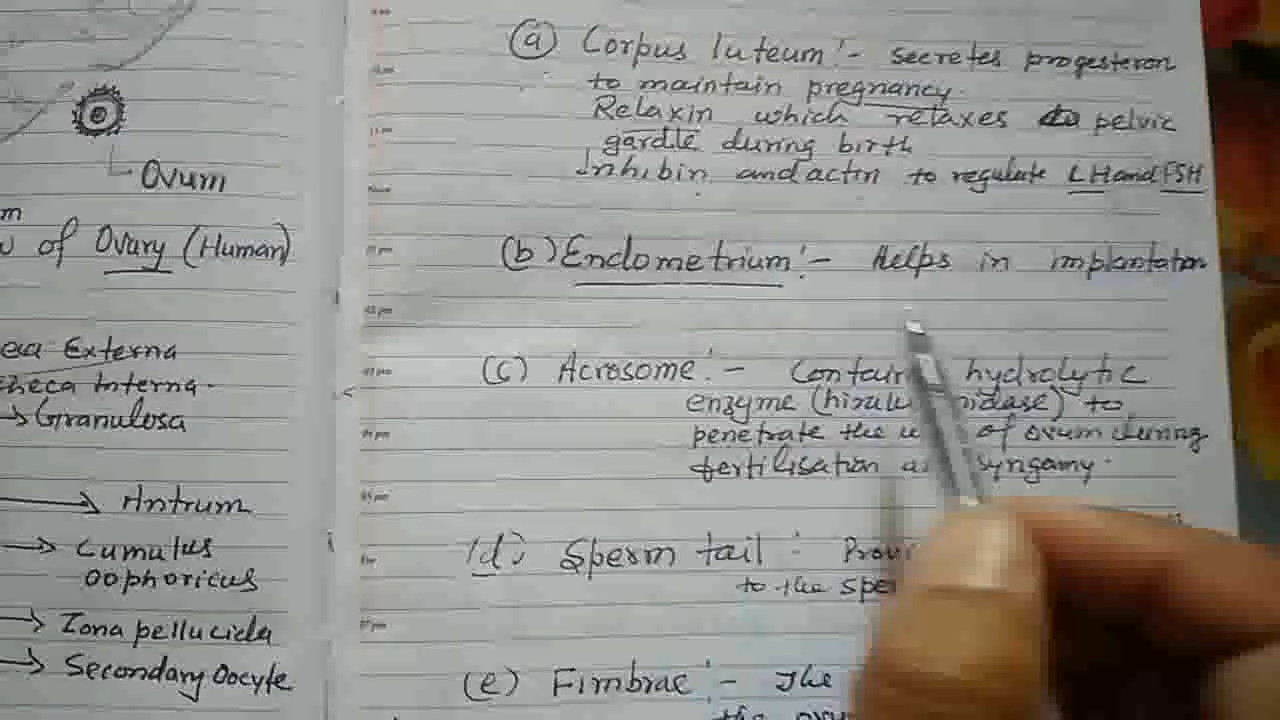 Ovum
of Ovary (Human)
Externa
Theca Interna.
Granulosa
Antrum
Cumulus
oophoricus
Zona pellucida
Secondary Oocyte
(a) Corpus luteum :- secretes progesteron
to maintain pregnancy.
Relaxin which relaxes pelvic
gardle during birth
Inhibin and actin to regulate LH and FSH
(b) Endometrium :- Helps in implantation
(c) Acrosome :- Contain hydrolytic
enzyme to
penetrate the of ovum during
fertilisation syngamy.
(d) Sperm tail :
to the
(e) Fimbrae :- The
the